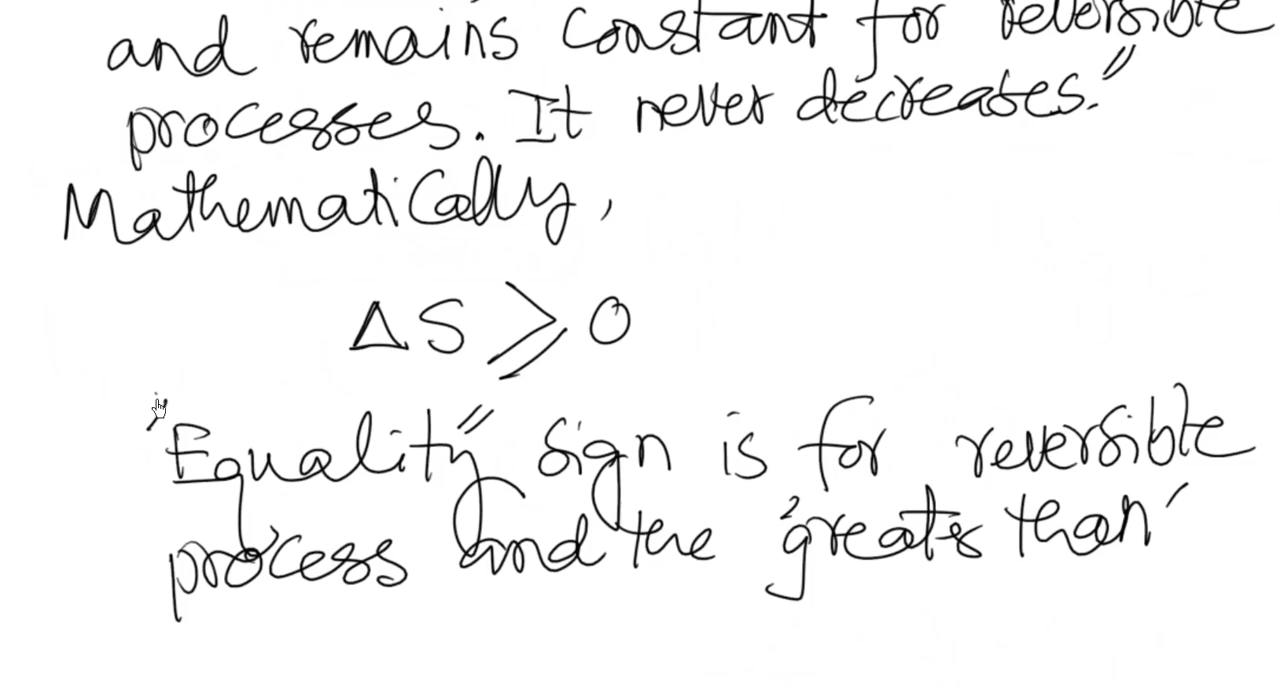 and remains constant for reversible
processes. It never decreases."
Mathematically,
ΔS ≥ 0
"Equality" sign is for reversible
process and the 'greater than'